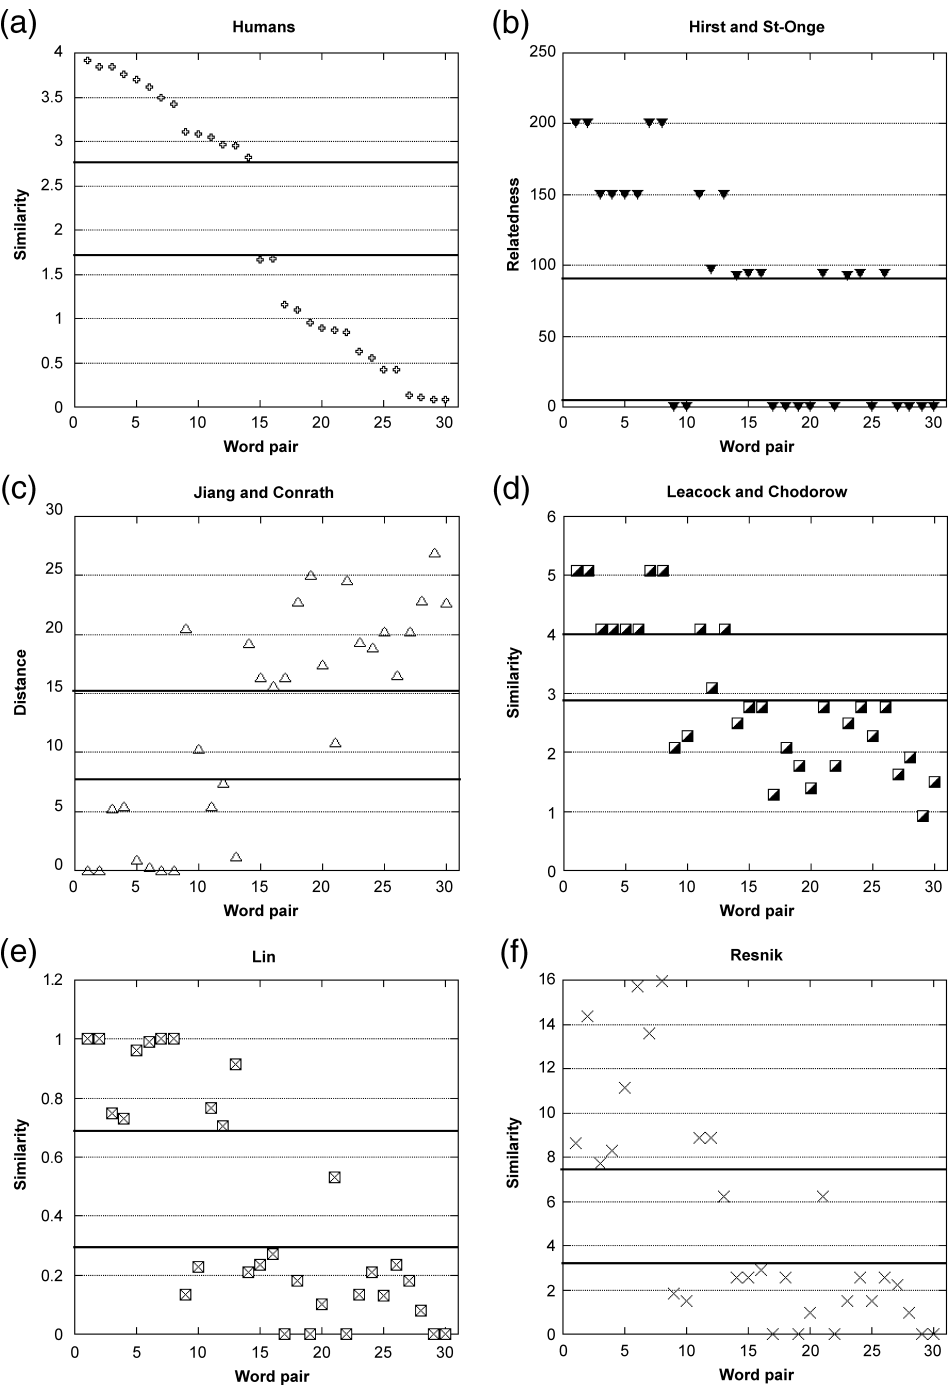 (a)
Humans
4
3.5
3
2.5
2
1.5
1
0.5
0
Similarity
0 5 10 15 20 25 30
Word pair
(b)
Hirst and St-Onge
250
200
150
100
50
0
Relatedness
0 5 10 15 20 25 30
Word pair
(c)
Jiang and Conrath
30
25
20
15
10
5
0
Distance
0 5 10 15 20 25 30
Word pair
(d)
Leacock and Chodorow
6
5
4
3
2
1
0
Similarity
0 5 10 15 20 25 30
Word pair
(e)
Lin
1.2
1
0.8
0.6
0.4
0.2
0
Similarity
0 5 10 15 20 25 30
Word pair
(f)
Resnik
16
14
12
10
8
6
4
2
0
Similarity
0 5 10 15 20 25 30
Word pair